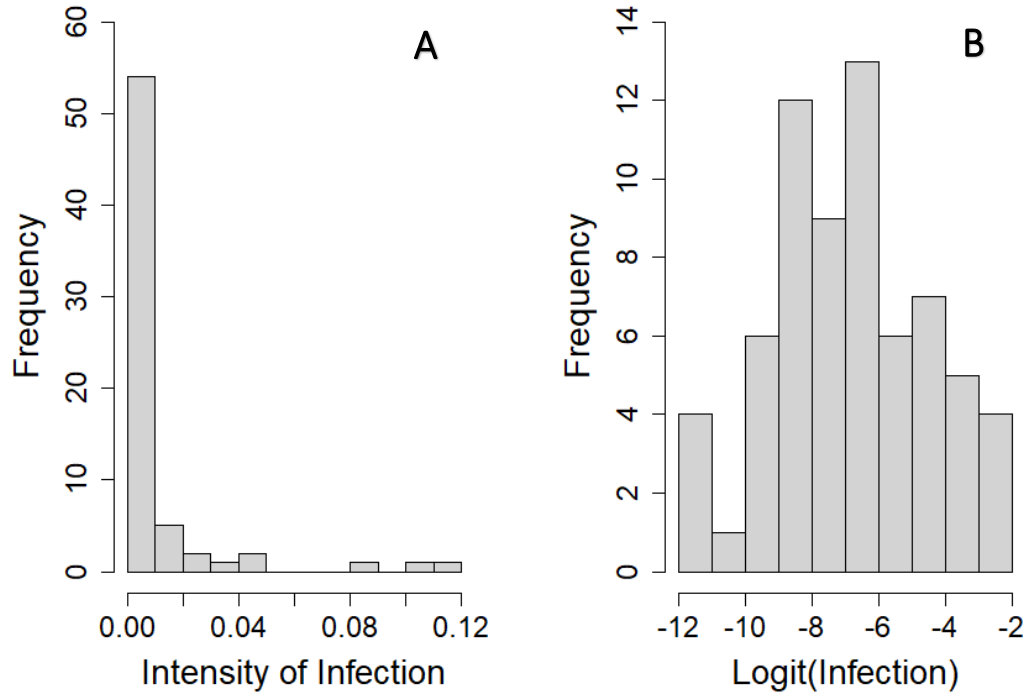 A
Frequency
60
50
40
30
20
10
0
0.00 0.04 0.08 0.12
Intensity of Infection
B
Frequency
14
12
10
8
6
4
2
0
-12 -10 -8 -6 -4 -2
Logit(Infection)